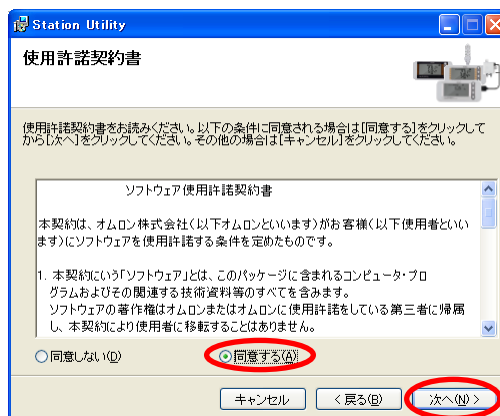 Station Utility
使用許諾契約書
使用許諾契約書をお読みください。以下の条件に同意される場合は[同意する]をクリックして
から[次へ]をクリックしてください。その他の場合は[キャンセル]をクリックしてください。
ソフトウェア使用許諾契約書
本契約は、オムロン株式会社(以下オムロンといいます)がお客様(以下使用者といい
ます)にソフトウェアを使用許諾する条件を定めたものです。
1. 本契約にいう「ソフトウェア」とは、このパッケージに含まれるコンピュータ・プロ
グラムおよびその関連する技術資料等のすべてを含みます。
ソフトウェアの著作権はオムロンまたはオムロンに使用許諾をしている第三者に帰属
し、本契約により使用者に移転することはありません。
同意しない(D)
同意する(A)
キャンセル
< 戻る(B)
次へ(N) >